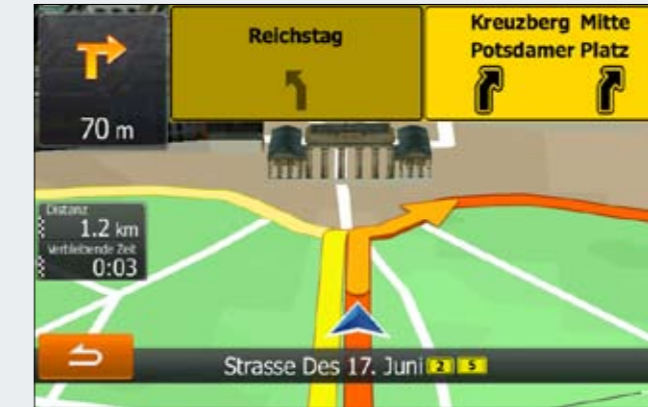 Reichstag
Kreuzberg Mitte
Potsdamer Platz
70 m
Distanz
1.2 km
Verbleibende Zeit
0:03
Strasse Des 17. Juni 2 5